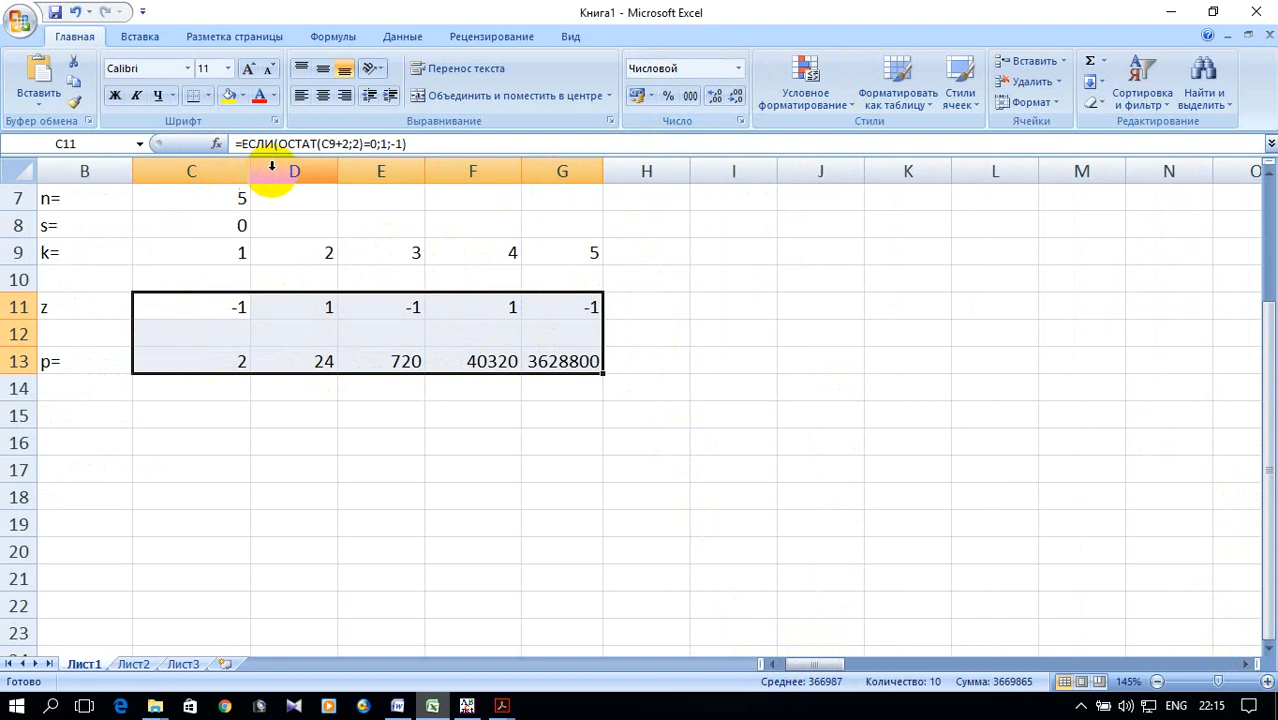 Книга1 - Microsoft Excel
Главная Вставка Разметка страницы Формулы Данные Рецензирование Вид
Вставить
Calibri 11
Ж К Ч
Перенос текста
Объединить и поместить в центре
Числовой
% 000
Условное форматирование
Форматировать как таблицу
Стили ячеек
Вставить
Удалить
Формат
Σ
Сортировка и фильтр
Найти и выделить
Буфер обмена Шрифт Выравнивание Число Стили Ячейки Редактирование
C11 fx =ЕСЛИ(ОСТАТ(C9+2;2)=0;1;-1)
B C D E F G H I J K L M N O
7 n= 5
8 s= 0
9 k= 1 2 3 4 5
10
11 z -1 1 -1 1 -1
12
13 p= 2 24 720 40320 3628800
14
15
16
17
18
19
20
21
22
23
Лист1 Лист2 Лист3
Готово Среднее: 366987 Количество: 10 Сумма: 3669865 145%
ENG 22:15